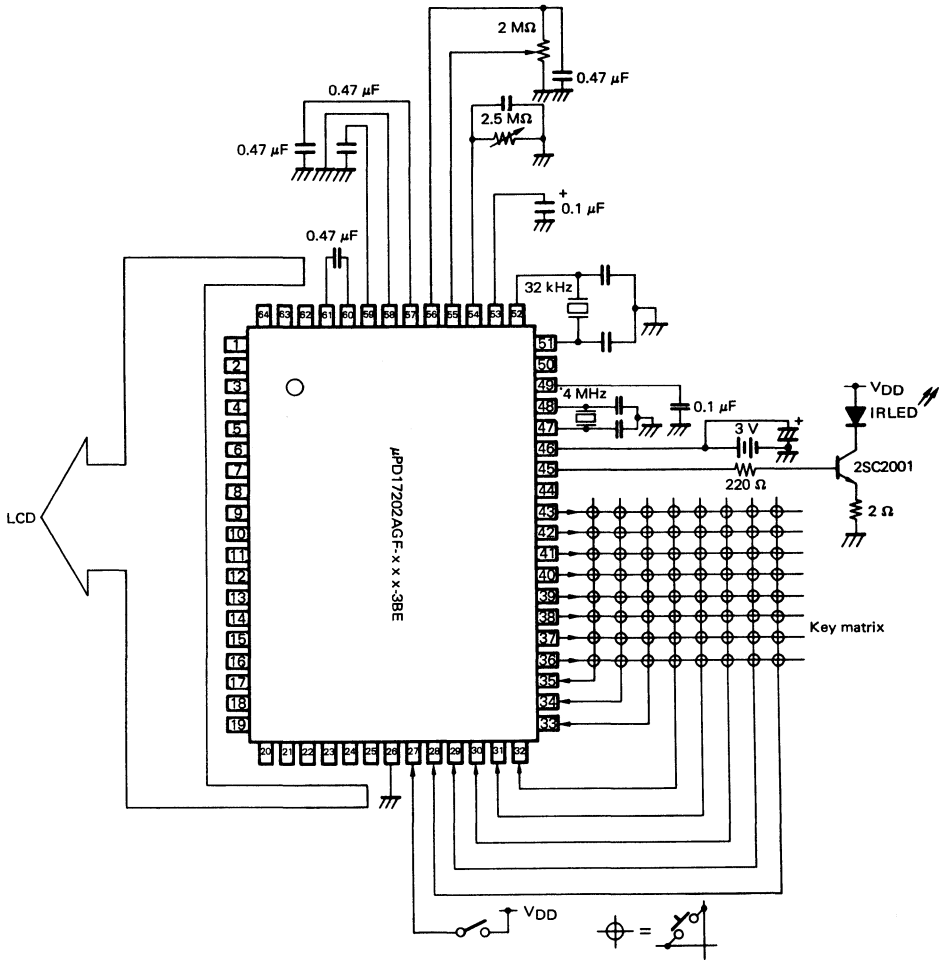 2 MΩ
0.47 μF
0.47 μF
2.5 MΩ
0.47 μF
+
0.1 μF
0.47 μF
32 kHz
64 63 62 61 60 59 58 57 56 55 54 53 52
1
2
3
4
5
6
7
8
9
10
11
12
13
14
15
16
17
18
19
51
50
49
48
47
46
45
44
43
42
41
40
39
38
37
36
35
34
33
4 MHz
0.1 μF
3 V
+
VDD
IRLED
2SC2001
220 Ω
2 Ω
LCD
μPD17202AGF-x x x-3BE
Key matrix
20 21 22 23 24 25 26 27 28 29 30 31 32
VDD
=